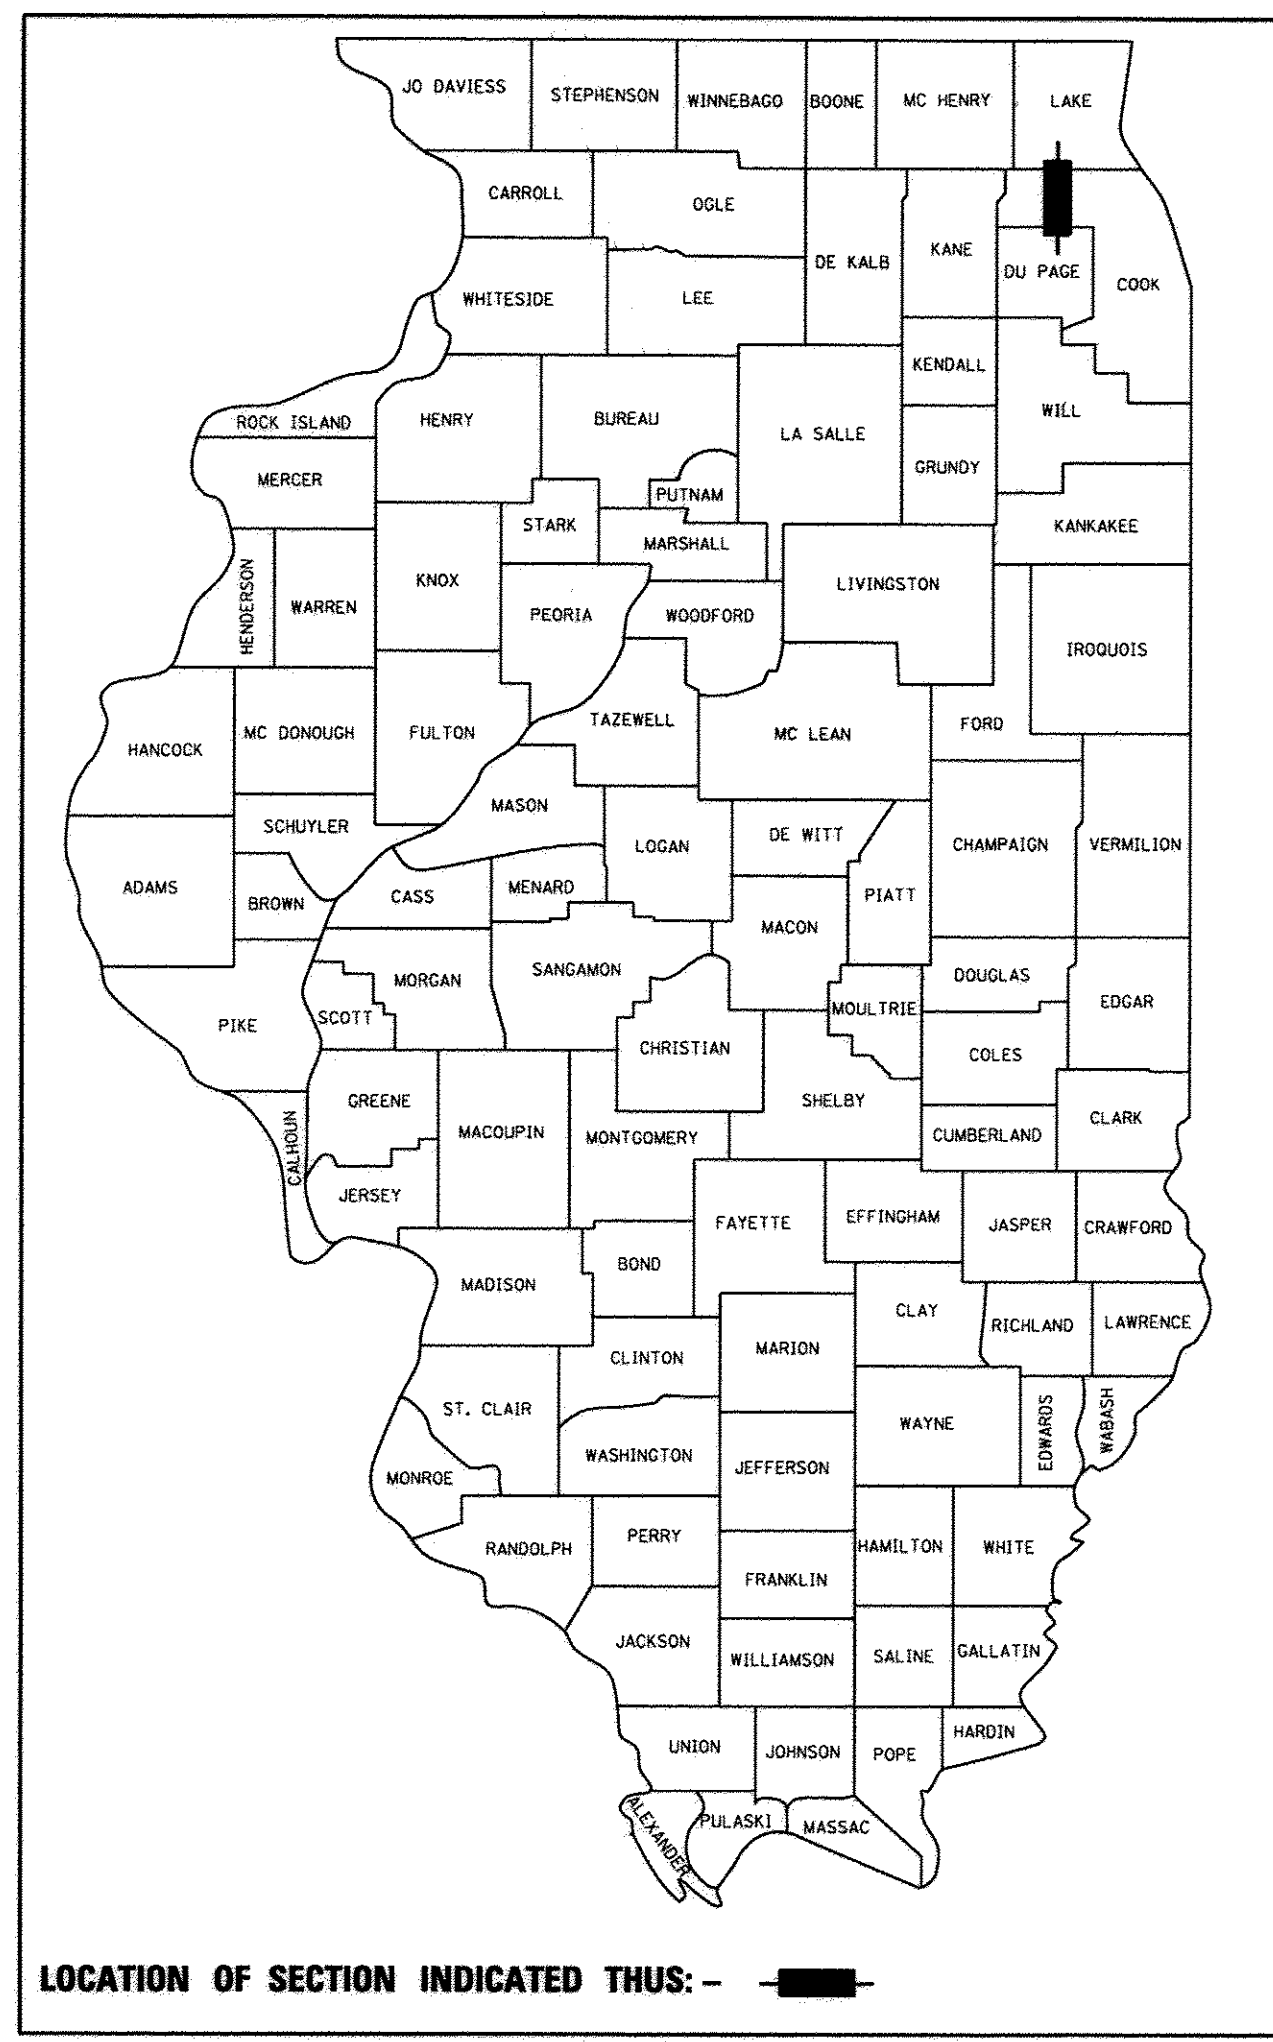 JO DAVIESS
STEPHENSON
WINNEBAGO
BOONE
MC HENRY
LAKE
CARROLL
OGLE
DE KALB
KANE
DU PAGE
COOK
WHITESIDE
LEE
KENDALL
ROCK ISLAND
HENRY
BUREAU
LA SALLE
WILL
MERCER
PUTNAM
GRUNDY
STARK
MARSHALL
KANKAKEE
HENDERSON
WARREN
KNOX
PEORIA
WOODFORD
LIVINGSTON
IROQUOIS
HANCOCK
MC DONOUGH
FULTON
TAZEWELL
MC LEAN
FORD
SCHUYLER
MASON
LOGAN
DE WITT
CHAMPAIGN
VERMILION
ADAMS
BROWN
CASS
MENARD
PIATT
MACON
PIKE
SCOTT
MORGAN
SANGAMON
CHRISTIAN
MOULTRIE
DOUGLAS
EDGAR
COLES
CALHOUN
GREENE
MACOUPIN
MONTGOMERY
SHELBY
CUMBERLAND
CLARK
JERSEY
FAYETTE
EFFINGHAM
JASPER
CRAWFORD
MADISON
BOND
CLAY
RICHLAND
LAWRENCE
CLINTON
MARION
ST. CLAIR
WAYNE
EDWARDS
WABASH
MONROE
WASHINGTON
JEFFERSON
RANDOLPH
PERRY
HAMILTON
WHITE
FRANKLIN
JACKSON
WILLIAMSON
SALINE
GALLATIN
UNION
JOHNSON
POPE
HARDIN
ALEXANDER
PULASKI
MASSAC
LOCATION OF SECTION INDICATED THUS: –